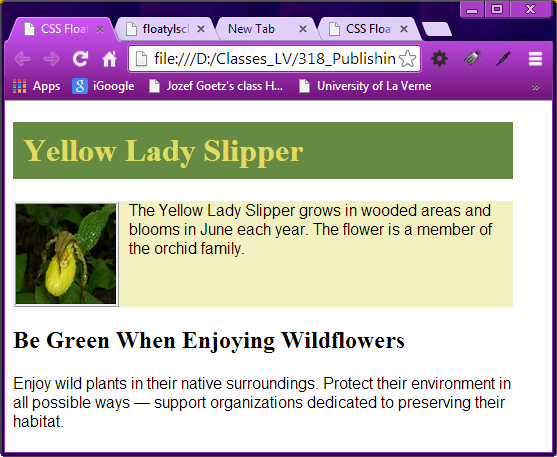 CSS Floa
floatylscl
New Tab
CSS Floa
file:///D:/Classes_LV/318_Publishin
Apps
iGoogle
Jozef Goetz's class H...
University of La Verne
»
Yellow Lady Slipper
The Yellow Lady Slipper grows in wooded areas and
blooms in June each year. The flower is a member of
the orchid family.
Be Green When Enjoying Wildflowers
Enjoy wild plants in their native surroundings. Protect their environment in
all possible ways — support organizations dedicated to preserving their
habitat.